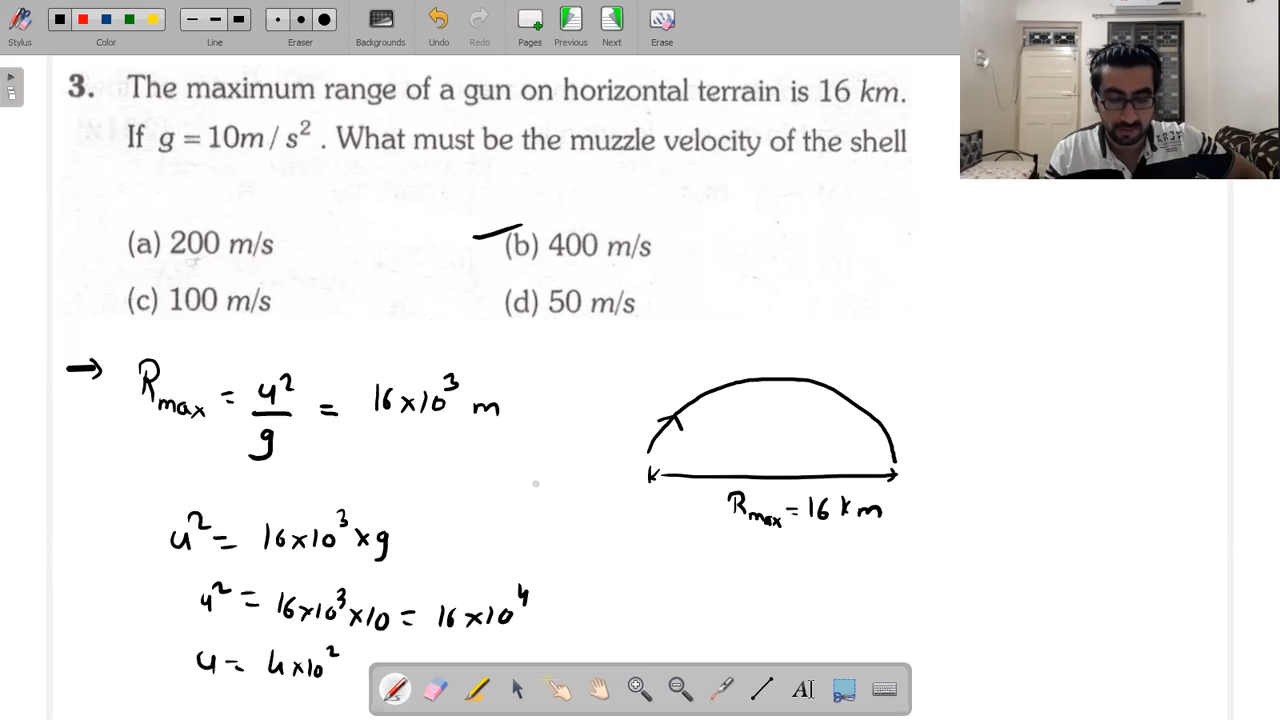 Stylus Color Line Eraser Backgrounds Undo Redo Pages Previous Next Erase
3. The maximum range of a gun on horizontal terrain is 16 km.
If g = 10m / s² . What must be the muzzle velocity of the shell
(a) 200 m/s (b) 400 m/s
(c) 100 m/s (d) 50 m/s
→ Rmax = u²/g = 16×10³ m
Rmax = 16 km
u² = 16×10³×g
u² = 16×10³×10 = 16×10⁴
u = 4×10²
AI